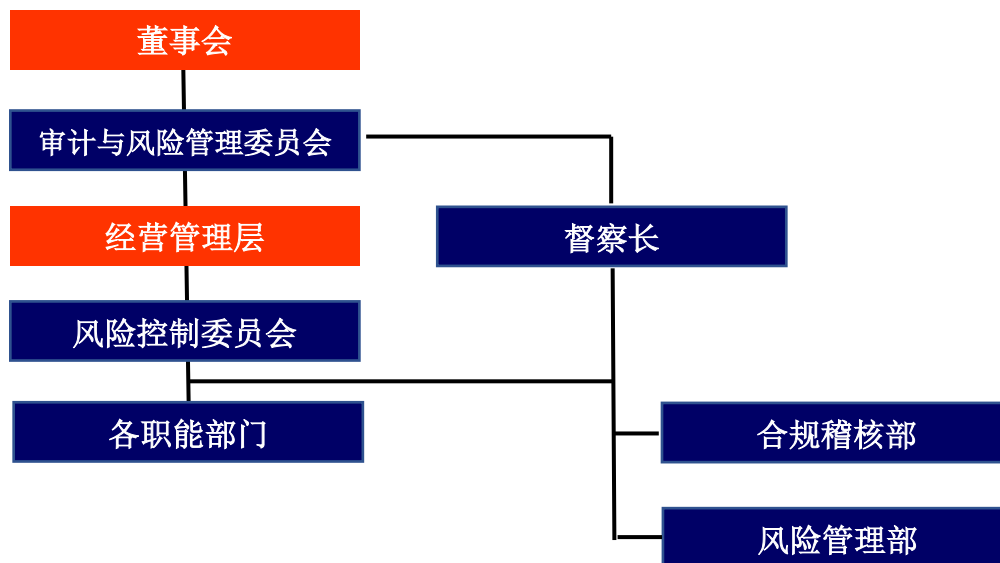 董事会
审计与风险管理委员会
经营管理层
督察长
风险控制委员会
各职能部门
合规稽核部
风险管理部